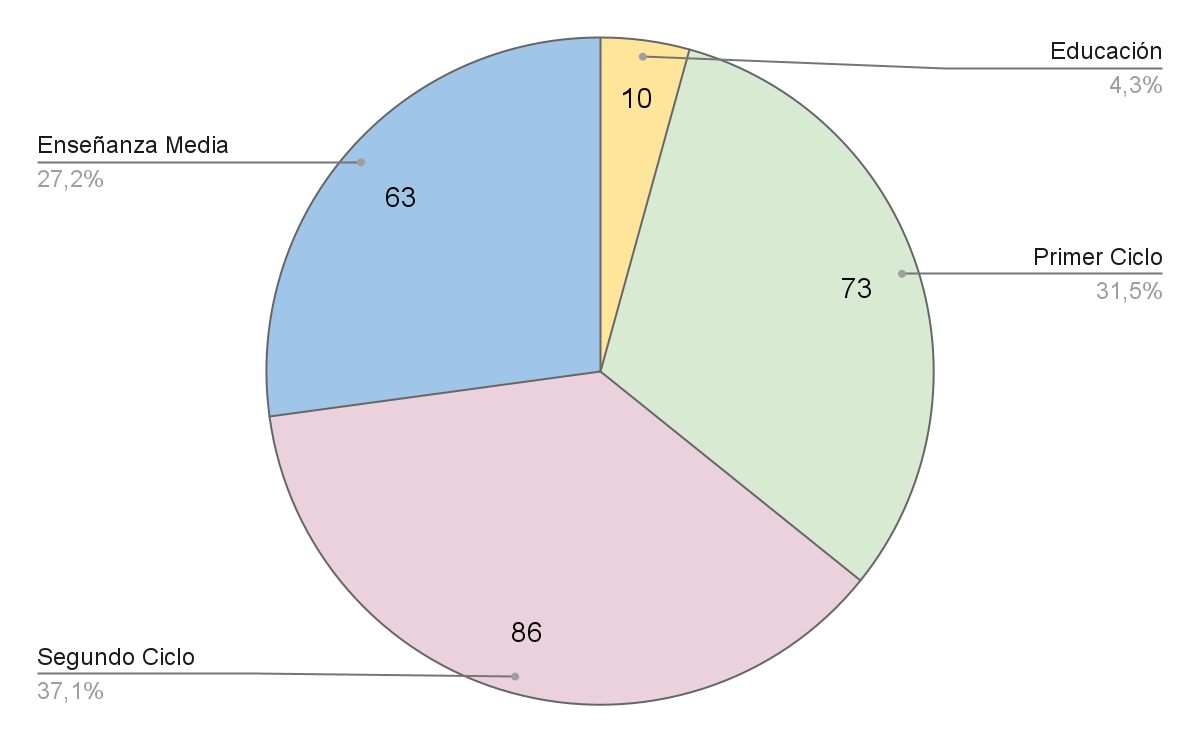 Educación
4,3%
10
Enseñanza Media
27,2%
63
Primer Ciclo
31,5%
73
86
Segundo Ciclo
37,1%